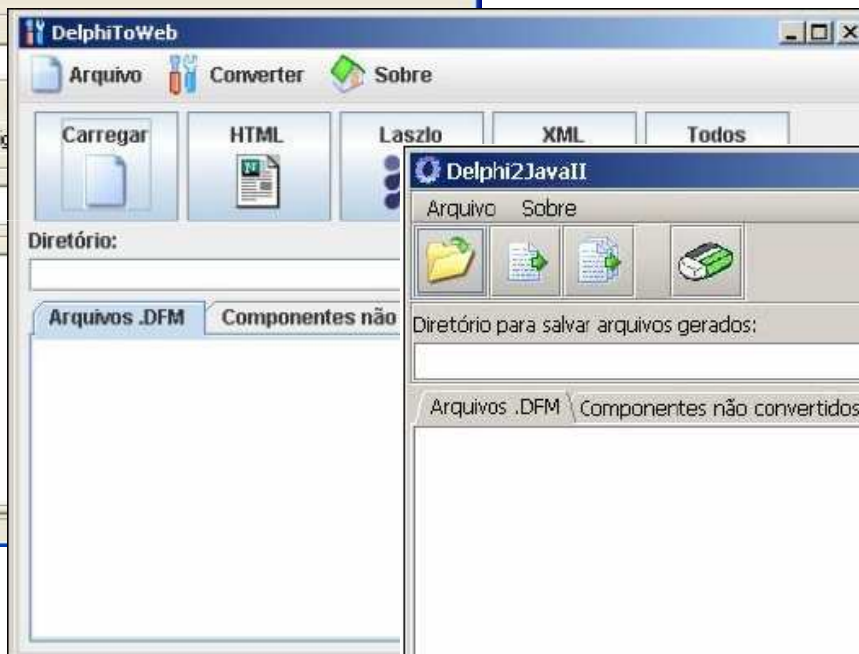 DelphiToWeb
Arquivo Converter Sobre
Carregar HTML Laszlo XML Todos
Diretório:
Arquivos .DFM Componentes não
Delphi2JavaII
Arquivo Sobre
Diretório para salvar arquivos gerados:
Arquivos .DFM Componentes não convertidos